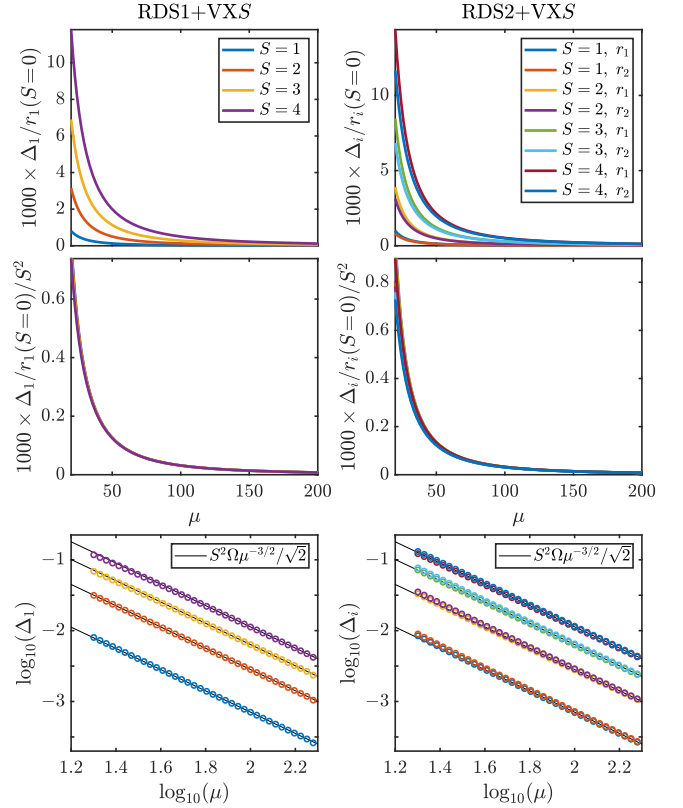 RDS1+VXS
RDS2+VXS
1000 × Δ₁/r₁(S=0)
10
8
6
4
2
0
S = 1
S = 2
S = 3
S = 4
1000 × Δᵢ/rᵢ(S=0)
10
5
0
S = 1, r₁
S = 1, r₂
S = 2, r₁
S = 2, r₂
S = 3, r₁
S = 3, r₂
S = 4, r₁
S = 4, r₂
1000 × Δ₁/r₁(S=0)/S²
0.6
0.4
0.2
0
50 100 150 200
μ
1000 × Δᵢ/rᵢ(S=0)/S²
0.8
0.6
0.4
0.2
0
50 100 150 200
μ
log₁₀(Δ₁)
-1
-2
-3
S²Ωμ^{-3/2}/√2
1.2 1.4 1.6 1.8 2 2.2
log₁₀(μ)
log₁₀(Δᵢ)
-1
-2
-3
S²Ωμ^{-3/2}/√2
1.2 1.4 1.6 1.8 2 2.2
log₁₀(μ)